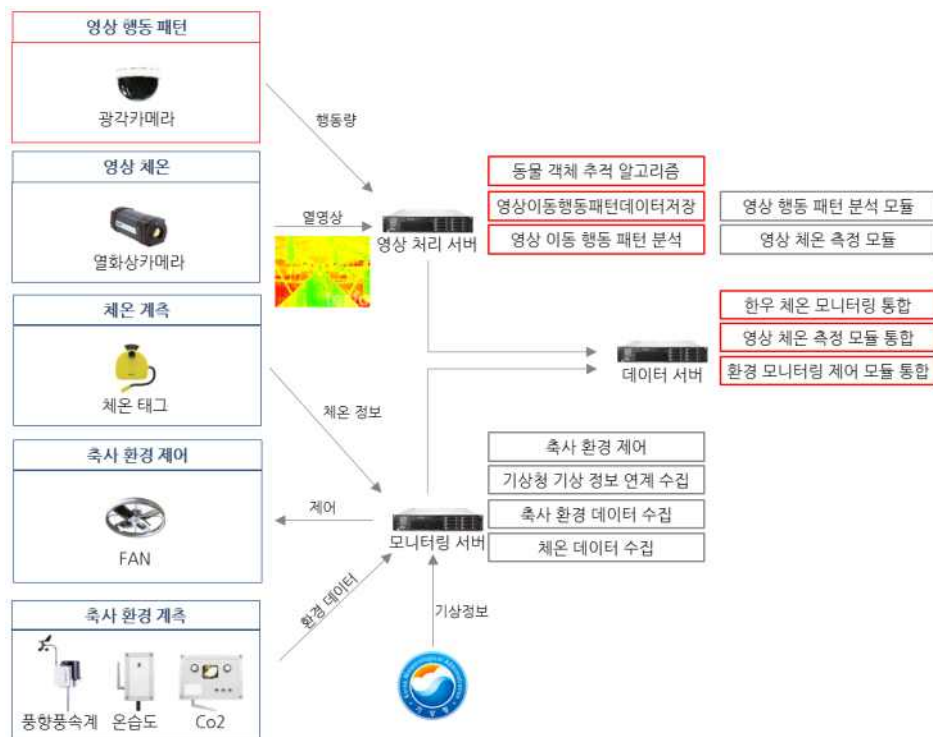 영상 행동 패턴
광각카메라
행동량
영상 체온
열화상카메라
열영상
영상 처리 서버
동물 객체 추적 알고리즘
영상이동행동패턴데이터저장
영상 이동 행동 패턴 분석
영상 행동 패턴 분석 모듈
영상 체온 측정 모듈
체온 계측
체온 태그
체온 정보
데이터 서버
한우 체온 모니터링 통합
영상 체온 측정 모듈 통합
환경 모니터링 제어 모듈 통합
축사 환경 제어
FAN
제어
모니터링 서버
축사 환경 제어
기상청 기상 정보 연계 수집
축사 환경 데이터 수집
체온 데이터 수집
축사 환경 계측
풍향풍속계
온습도
Co2
환경 데이터
기상정보